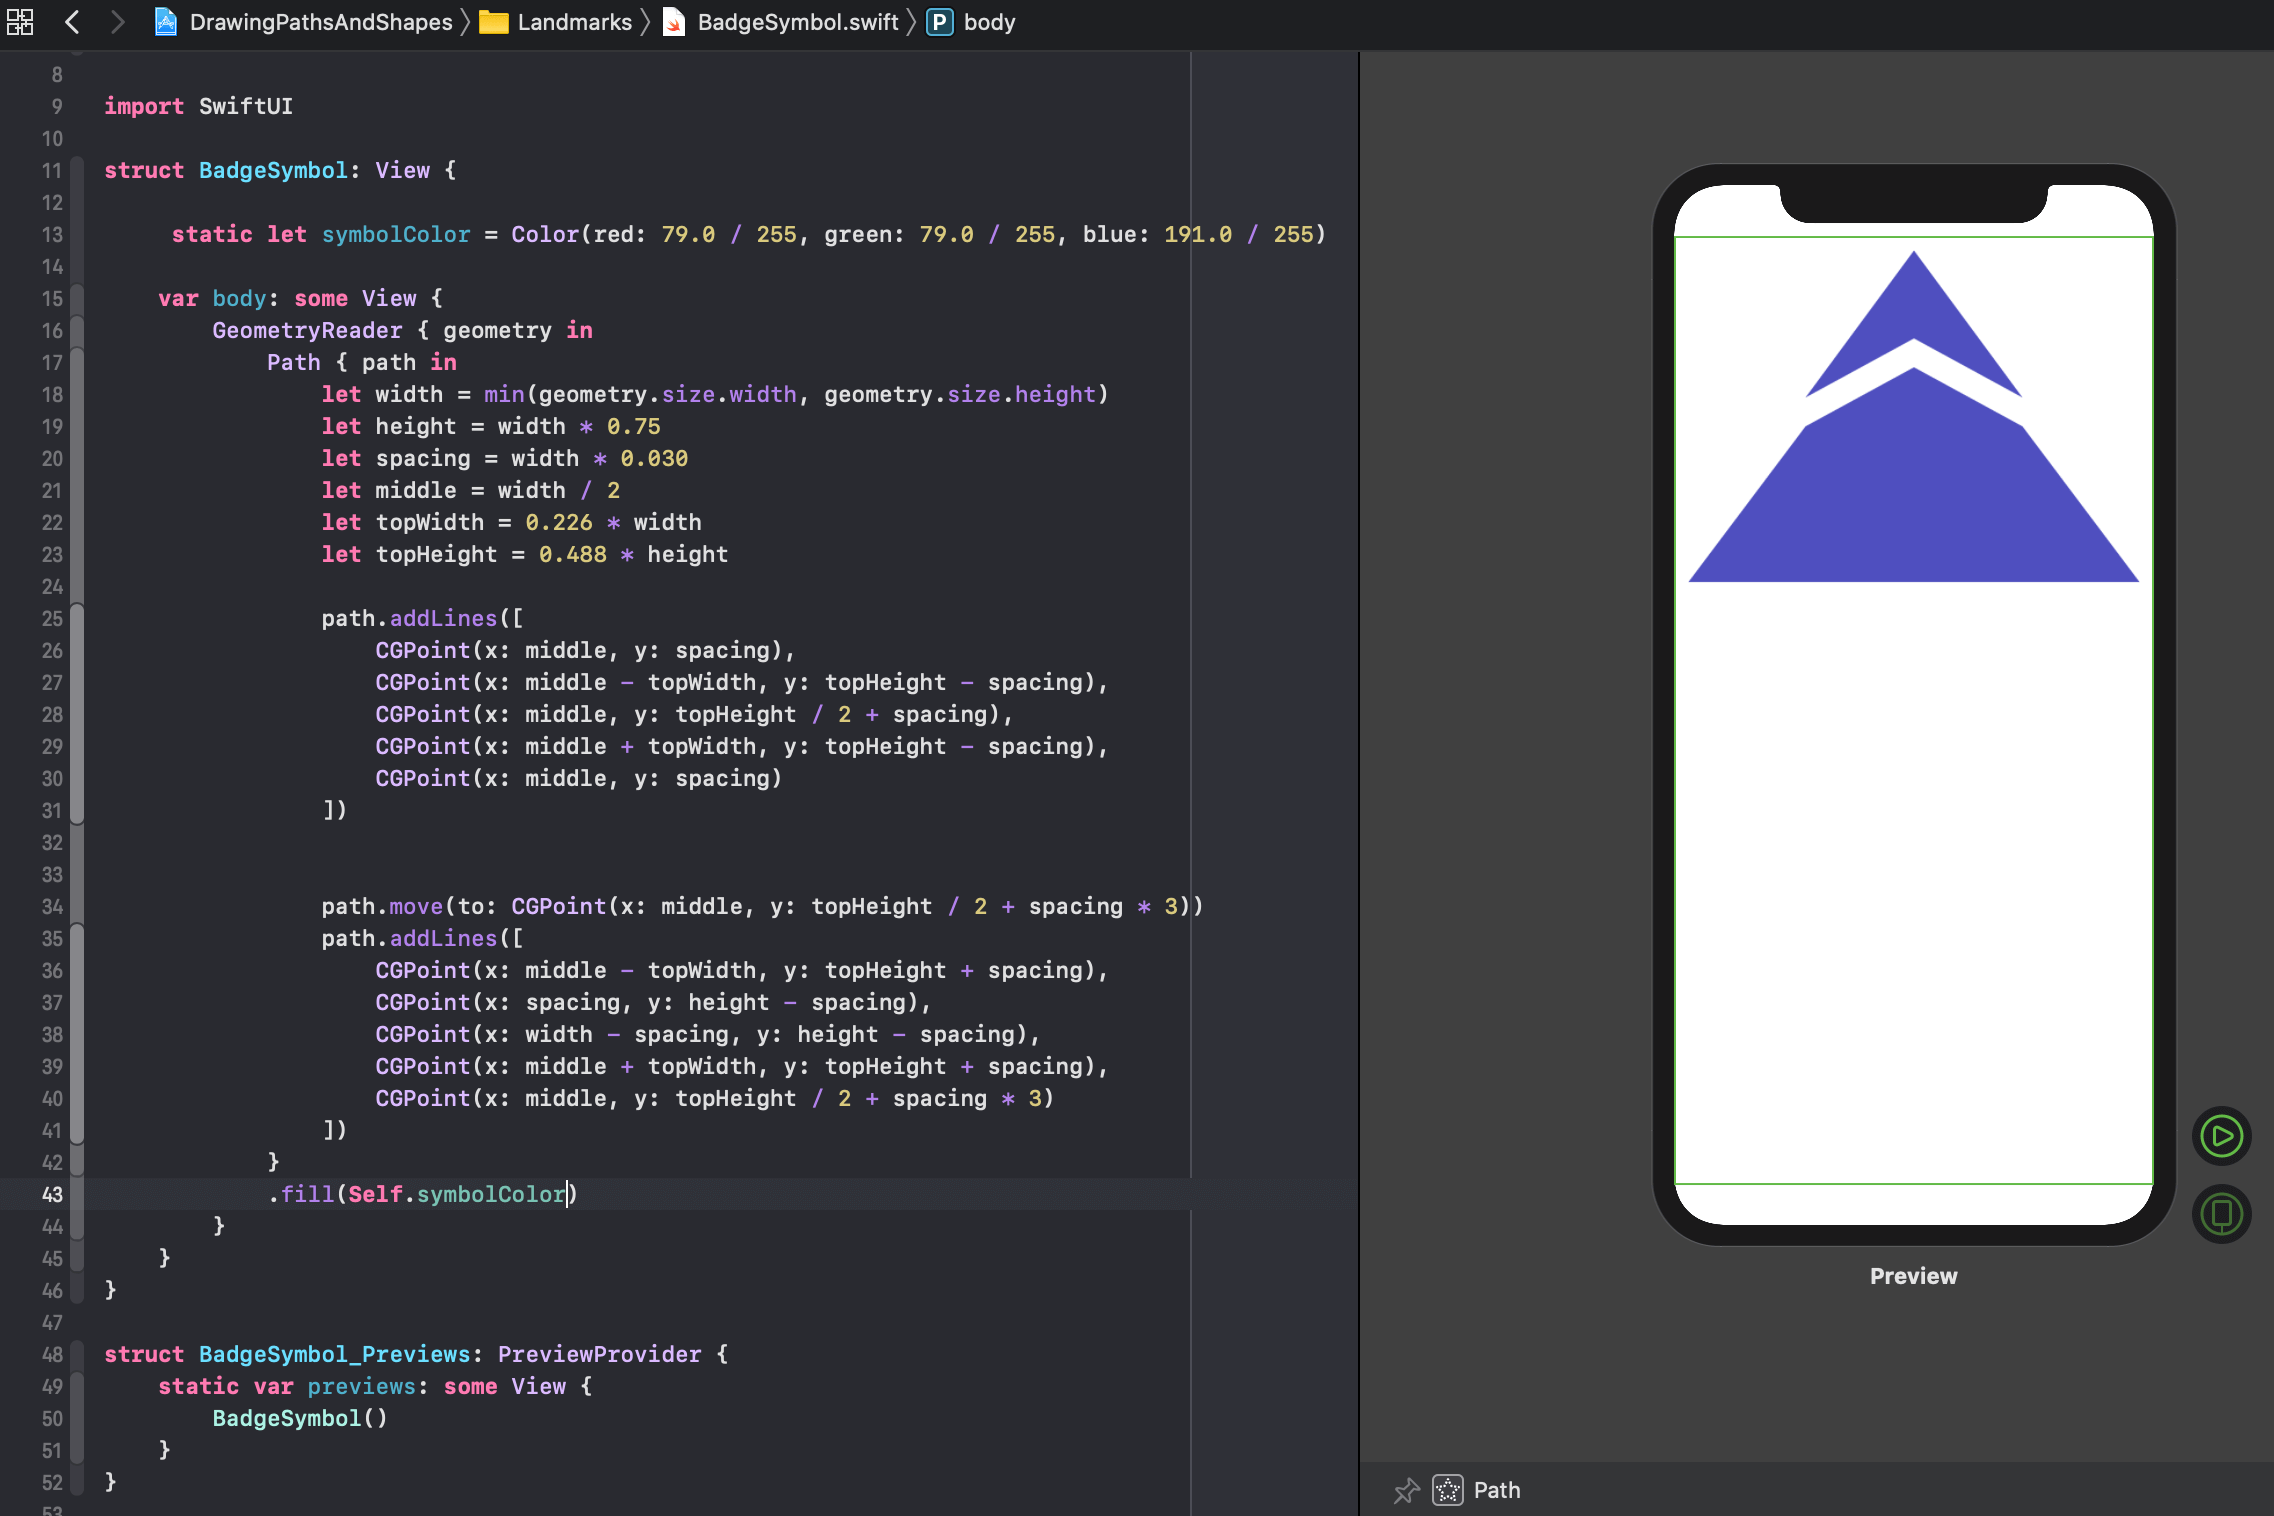 DrawingPathsAndShapes 〉 Landmarks 〉 BadgeSymbol.swift 〉 P body
8
9 import SwiftUI
10
11 struct BadgeSymbol: View {
12
13      static let symbolColor = Color(red: 79.0 / 255, green: 79.0 / 255, blue: 191.0 / 255)
14
15     var body: some View {
16         GeometryReader { geometry in
17             Path { path in
18                 let width = min(geometry.size.width, geometry.size.height)
19                 let height = width * 0.75
20                 let spacing = width * 0.030
21                 let middle = width / 2
22                 let topWidth = 0.226 * width
23                 let topHeight = 0.488 * height
24
25                 path.addLines([
26                     CGPoint(x: middle, y: spacing),
27                     CGPoint(x: middle - topWidth, y: topHeight - spacing),
28                     CGPoint(x: middle, y: topHeight / 2 + spacing),
29                     CGPoint(x: middle + topWidth, y: topHeight - spacing),
30                     CGPoint(x: middle, y: spacing)
31                 ])
32
33
34                 path.move(to: CGPoint(x: middle, y: topHeight / 2 + spacing * 3))
35                 path.addLines([
36                     CGPoint(x: middle - topWidth, y: topHeight + spacing),
37                     CGPoint(x: spacing, y: height - spacing),
38                     CGPoint(x: width - spacing, y: height - spacing),
39                     CGPoint(x: middle + topWidth, y: topHeight + spacing),
40                     CGPoint(x: middle, y: topHeight / 2 + spacing * 3)
41                 ])
42             }
43             .fill(Self.symbolColor)
44         }
45     }
46 }
47
48 struct BadgeSymbol_Previews: PreviewProvider {
49     static var previews: some View {
50         BadgeSymbol()
51     }
52 }
53
Preview
Path